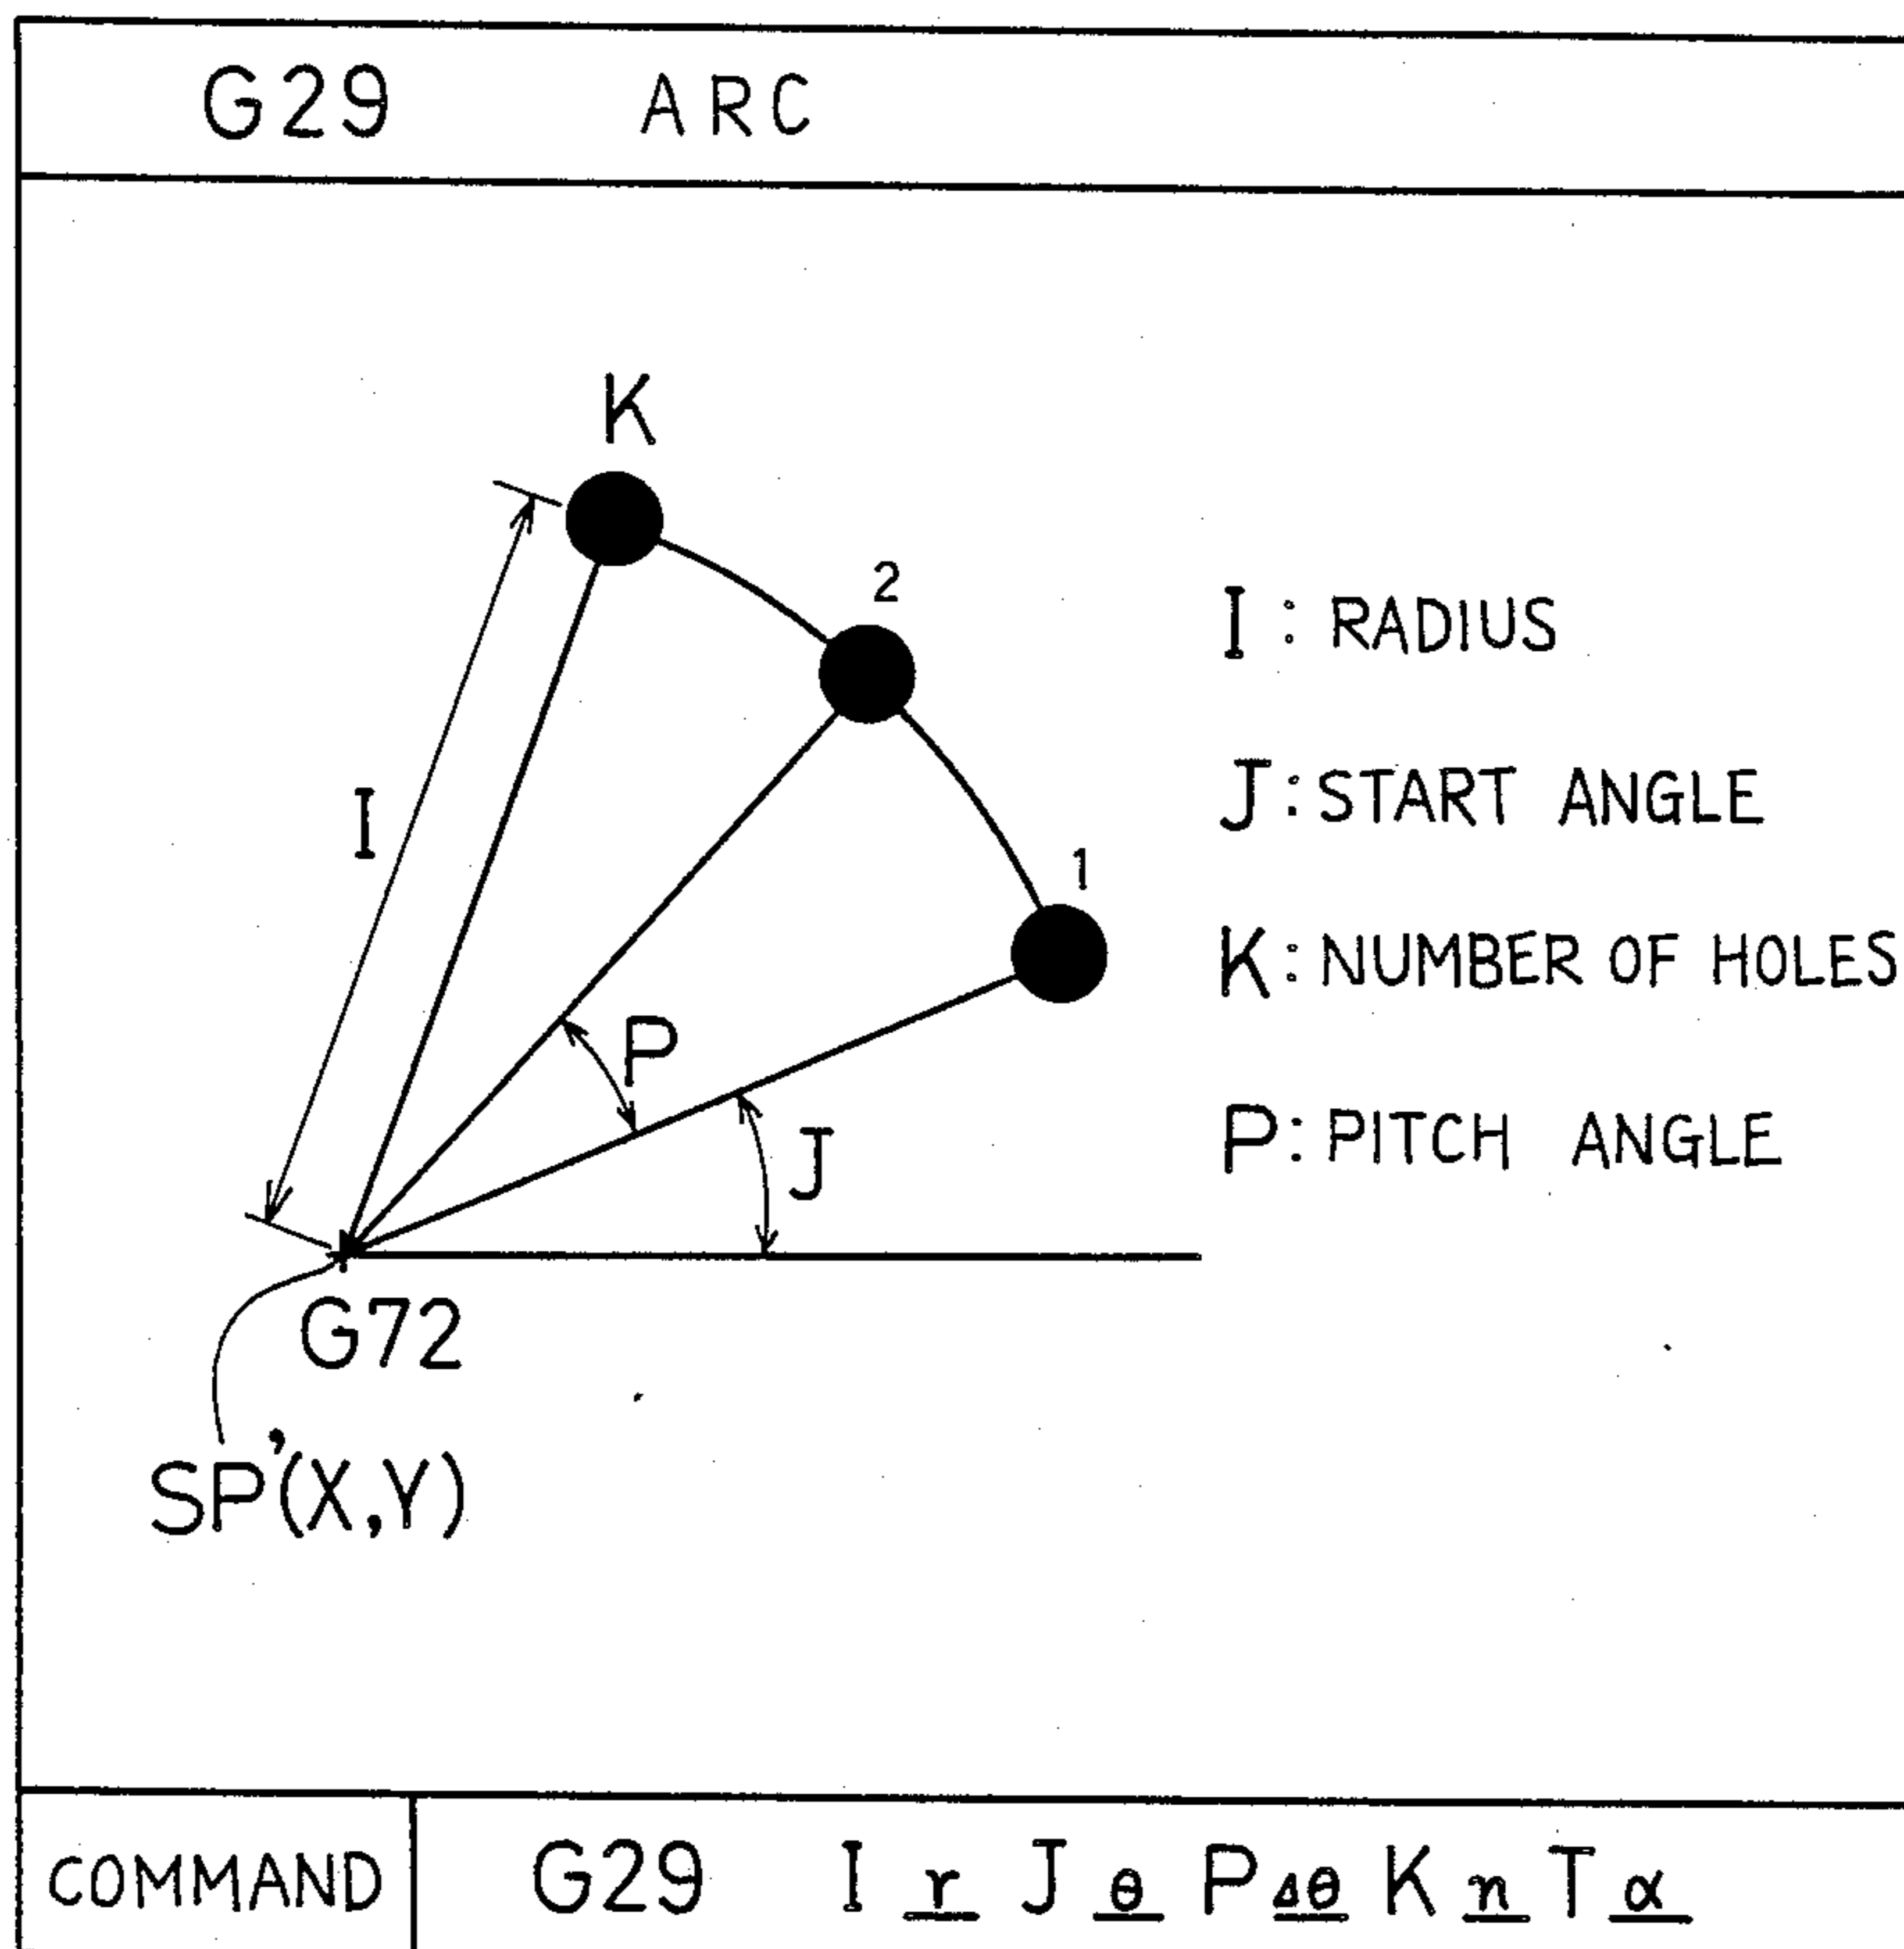 G29 ARC
K
2
I : RADIUS
I
J : START ANGLE
1
K : NUMBER OF HOLES
P
P : PITCH ANGLE
J
G72
SP'(X,Y)
COMMAND G29 I r J θ P Δθ K n T α